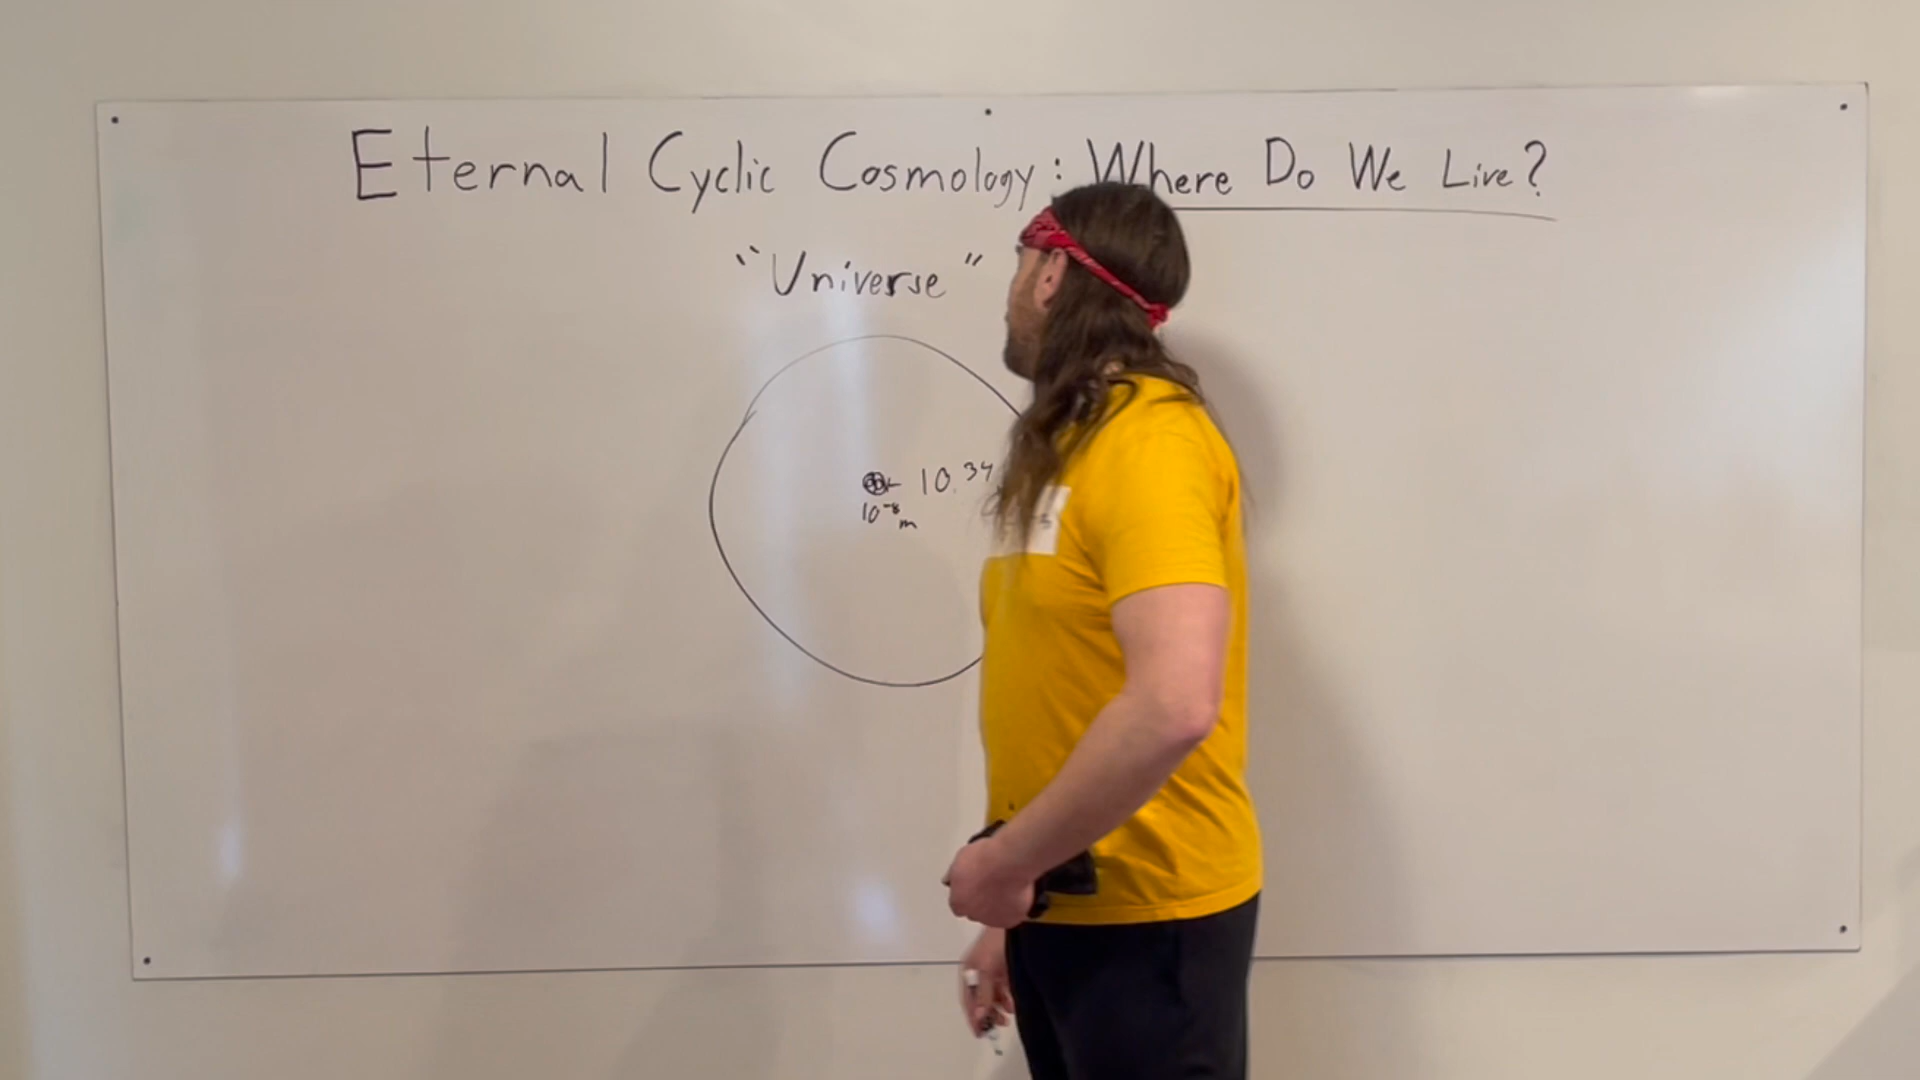 Eternal Cyclic Cosmology: Where Do We Live?
"Universe"
10.34
10⁻⁸ m